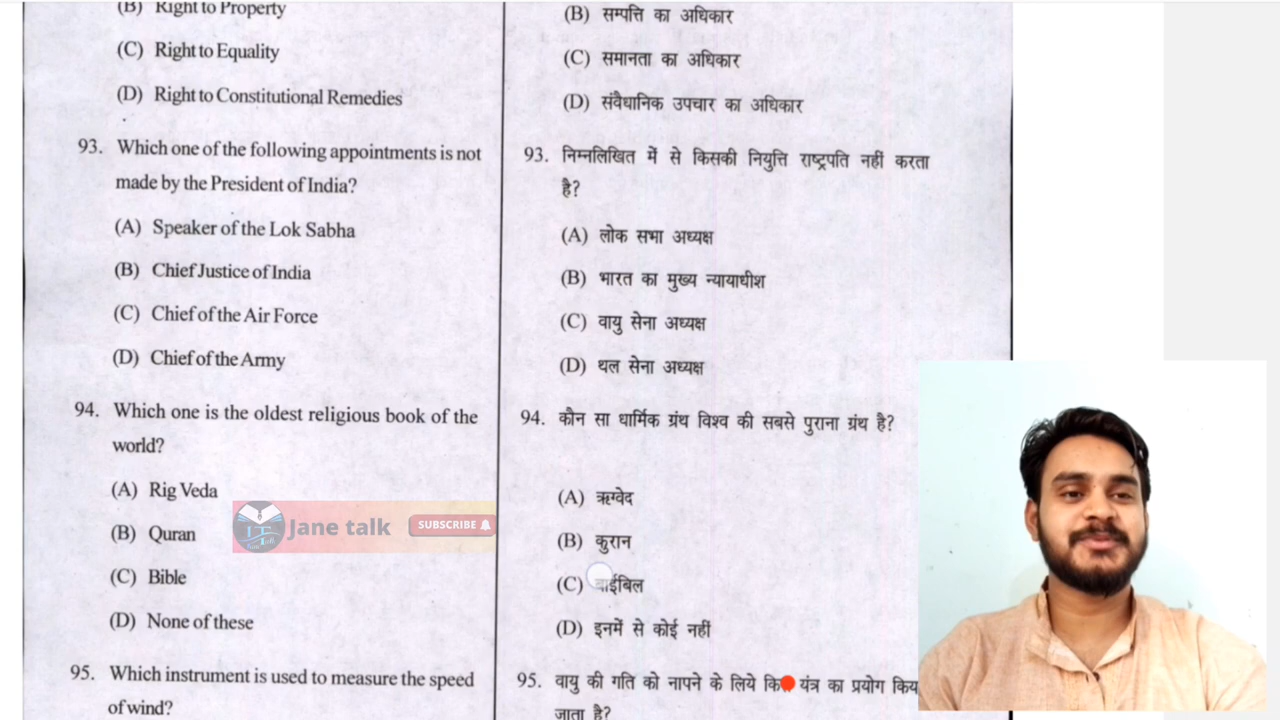 (B) Right to Property
(C) Right to Equality
(D) Right to Constitutional Remedies
93. Which one of the following appointments is not
made by the President of India?
(A) Speaker of the Lok Sabha
(B) Chief Justice of India
(C) Chief of the Air Force
(D) Chief of the Army
94. Which one is the oldest religious book of the
world?
(A) Rig Veda
(B) Quran
(C) Bible
(D) None of these
95. Which instrument is used to measure the speed
of wind?
(B) सम्पत्ति का अधिकार
(C) समानता का अधिकार
(D) संवैधानिक उपचार का अधिकार
93. निम्नलिखित में से किसकी नियुत्ति राष्ट्रपति नहीं करता
है?
(A) लोक सभा अध्यक्ष
(B) भारत का मुख्य न्यायाधीश
(C) वायु सेना अध्यक्ष
(D) थल सेना अध्यक्ष
94. कौन सा धार्मिक ग्रंथ विश्व की सबसे पुराना ग्रंथ है?
(A) ऋग्वेद
(B) कुरान
(C) बाईबिल
(D) इनमें से कोई नहीं
95. वायु की गति को नापने के लिये यंत्र का प्रयोग
जाता है?
Jane talk
SUBSCRIBE